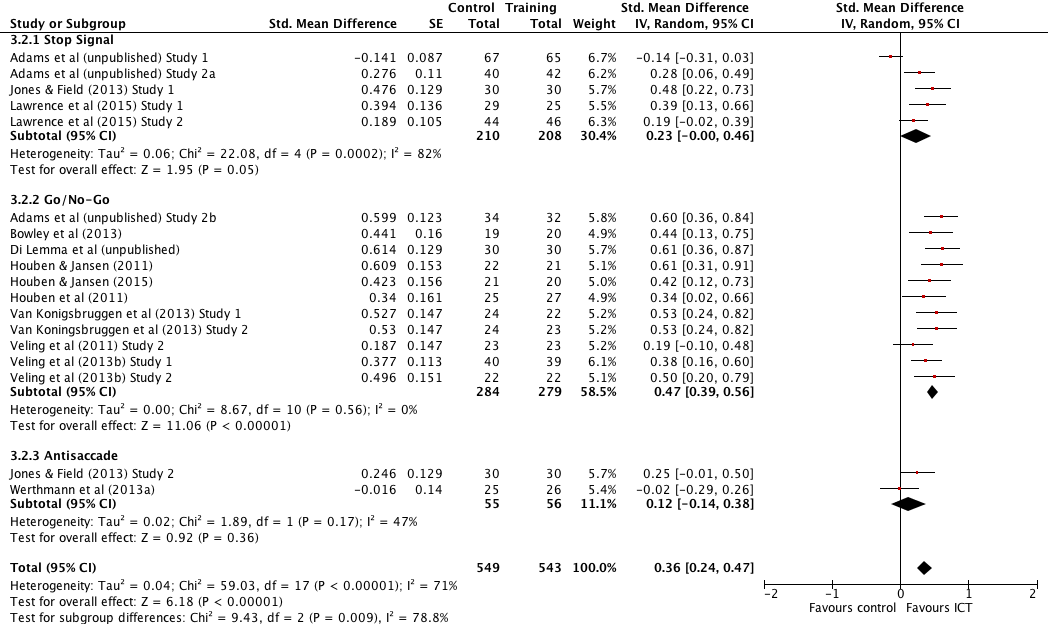 Control Training Std. Mean Difference Std. Mean Difference
Study or Subgroup Std. Mean Difference SE Total Total Weight IV, Random, 95% CI IV, Random, 95% CI
3.2.1 Stop Signal
Adams et al (unpublished) Study 1 −0.141 0.087 67 65 6.7% −0.14 [−0.31, 0.03]
Adams et al (unpublished) Study 2a 0.276 0.11 40 42 6.2% 0.28 [0.06, 0.49]
Jones & Field (2013) Study 1 0.476 0.129 30 30 5.7% 0.48 [0.22, 0.73]
Lawrence et al (2015) Study 1 0.394 0.136 29 25 5.5% 0.39 [0.13, 0.66]
Lawrence et al (2015) Study 2 0.189 0.105 44 46 6.3% 0.19 [−0.02, 0.39]
Subtotal (95% CI) 210 208 30.4% 0.23 [−0.00, 0.46]
Heterogeneity: Tau² = 0.06; Chi² = 22.08, df = 4 (P = 0.0002); I² = 82%
Test for overall effect: Z = 1.95 (P = 0.05)
3.2.2 Go/No-Go
Adams et al (unpublished) Study 2b 0.599 0.123 34 32 5.8% 0.60 [0.36, 0.84]
Bowley et al (2013) 0.441 0.16 19 20 4.9% 0.44 [0.13, 0.75]
Di Lemma et al (unpublished) 0.614 0.129 30 30 5.7% 0.61 [0.36, 0.87]
Houben & Jansen (2011) 0.609 0.153 22 21 5.1% 0.61 [0.31, 0.91]
Houben & Jansen (2015) 0.423 0.156 21 20 5.0% 0.42 [0.12, 0.73]
Houben et al (2011) 0.34 0.161 25 27 4.9% 0.34 [0.02, 0.66]
Van Konigsbruggen et al (2013) Study 1 0.527 0.147 24 22 5.2% 0.53 [0.24, 0.82]
Van Koningsbruggen et al (2013) Study 2 0.53 0.147 24 23 5.2% 0.53 [0.24, 0.82]
Veling et al (2011) Study 2 0.187 0.147 23 23 5.2% 0.19 [−0.10, 0.48]
Veling et al (2013b) Study 1 0.377 0.113 40 39 6.1% 0.38 [0.16, 0.60]
Veling et al (2013b) Study 2 0.496 0.151 22 22 5.1% 0.50 [0.20, 0.79]
Subtotal (95% CI) 284 279 58.5% 0.47 [0.39, 0.56]
Heterogeneity: Tau² = 0.00; Chi² = 8.67, df = 10 (P = 0.56); I² = 0%
Test for overall effect: Z = 11.06 (P < 0.00001)
3.2.3 Antisaccade
Jones & Field (2013) Study 2 0.246 0.129 30 30 5.7% 0.25 [−0.01, 0.50]
Werthmann et al (2013a) −0.016 0.14 25 26 5.4% −0.02 [−0.29, 0.26]
Subtotal (95% CI) 55 56 11.1% 0.12 [−0.14, 0.38]
Heterogeneity: Tau² = 0.02; Chi² = 1.89, df = 1 (P = 0.17); I² = 47%
Test for overall effect: Z = 0.92 (P = 0.36)
Total (95% CI) 549 543 100.0% 0.36 [0.24, 0.47]
Heterogeneity: Tau² = 0.04; Chi² = 59.03, df = 17 (P < 0.00001); I² = 71%
−2 −1 0 1 2
Test for overall effect: Z = 6.18 (P < 0.00001)
Favours control Favours ICT
Test for subgroup differences: Chi² = 9.43, df = 2 (P = 0.009), I² = 78.8%